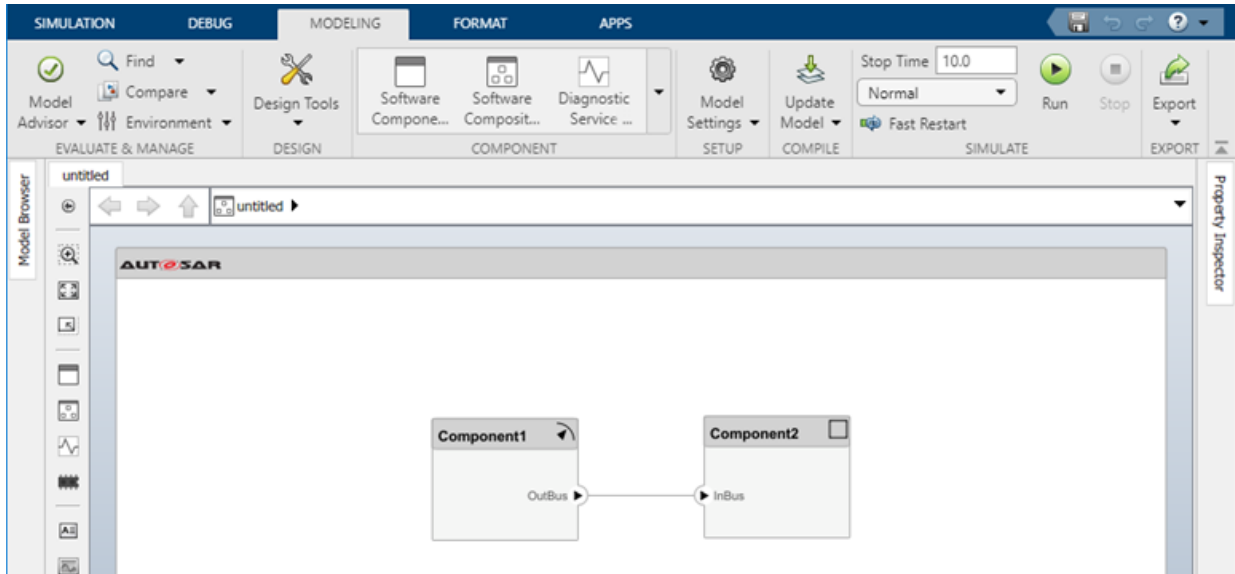 SIMULATION DEBUG MODELING FORMAT APPS
Find
Compare
Environment
Model
Advisor
Design Tools
Software
Compone...
Software
Composit...
Diagnostic
Service ...
Model
Settings
Update
Model
Stop Time 10.0
Normal
Fast Restart
Run
Stop
Export
EVALUATE & MANAGE DESIGN COMPONENT SETUP COMPILE SIMULATE EXPORT
Model Browser
untitled
untitled
Property Inspector
AUTOSAR
Component1
OutBus
Component2
InBus